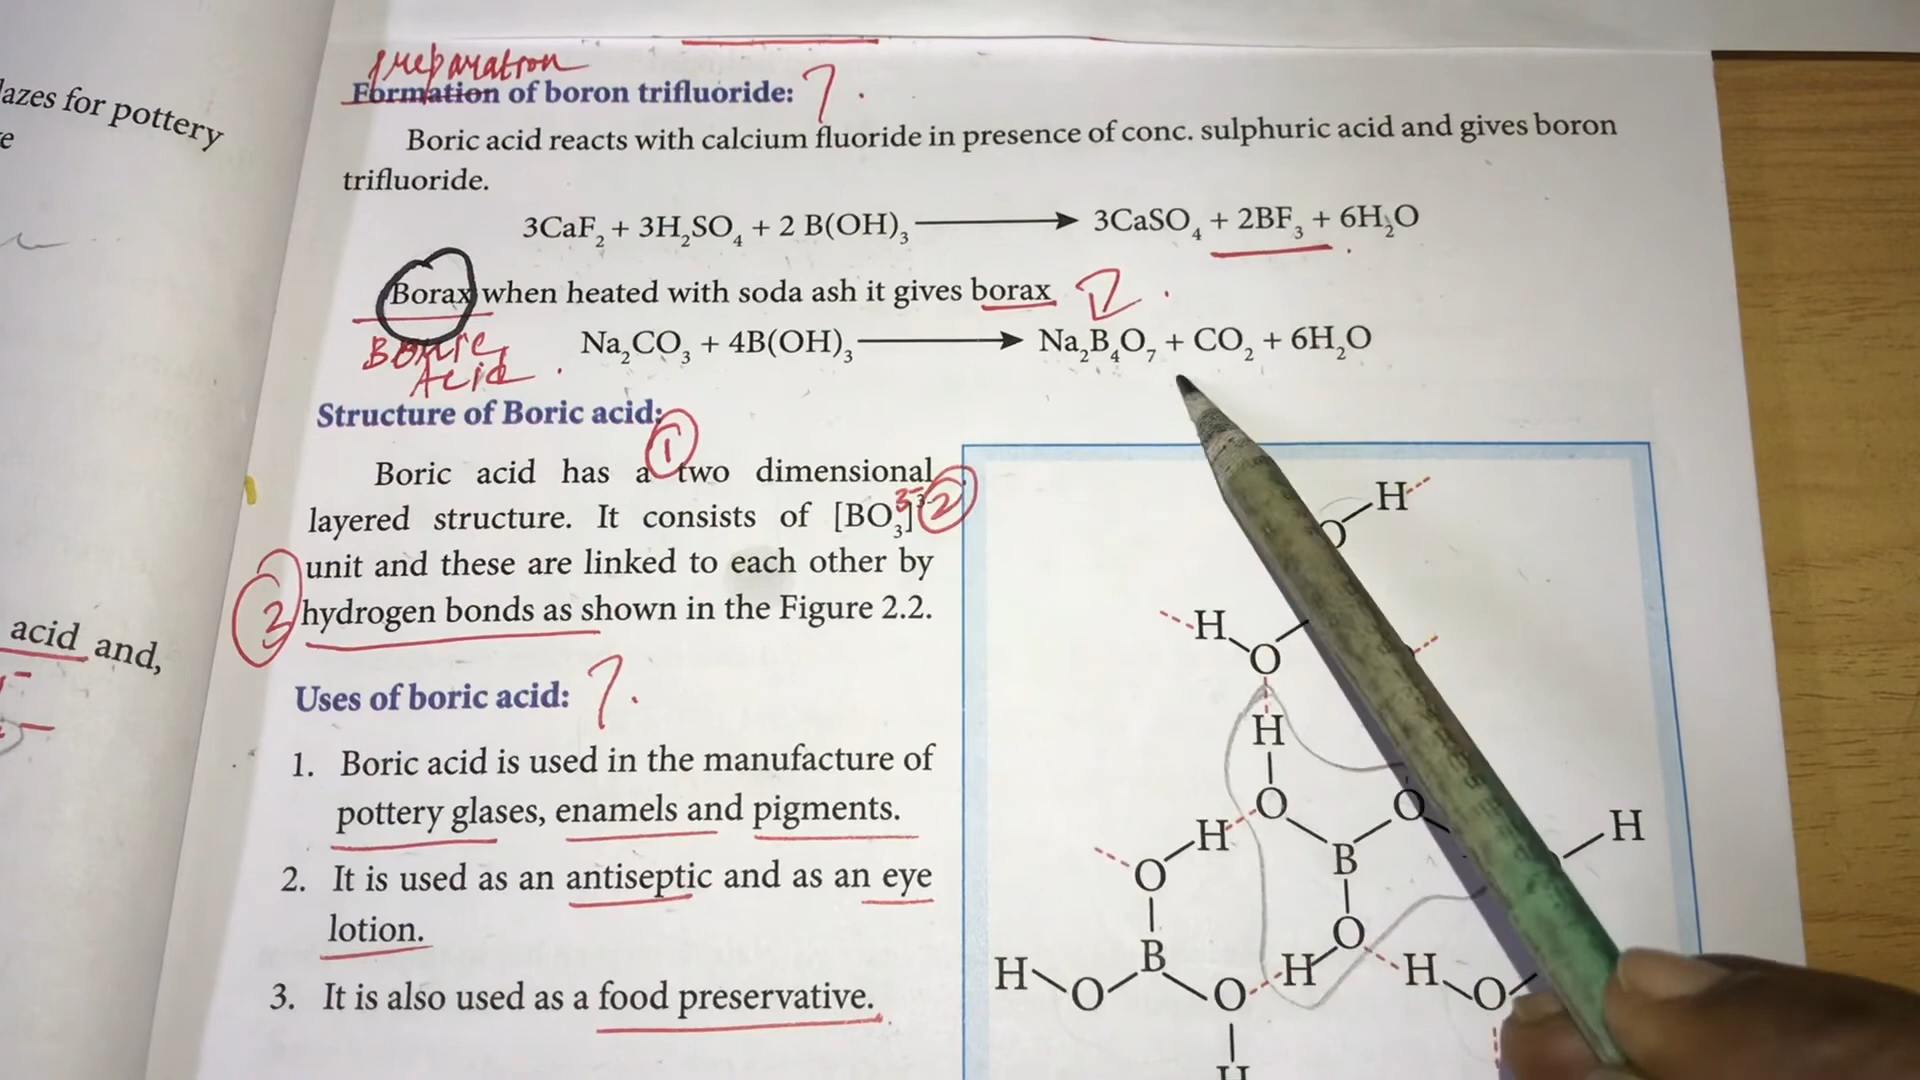 lazes for pottery
e
acid and,
preparation
Formation of boron trifluoride: ?
Boric acid reacts with calcium fluoride in presence of conc. sulphuric acid and gives boron
trifluoride.
3CaF₂ + 3H₂SO₄ + 2 B(OH)₃ ⟶ 3CaSO₄ + 2BF₃ + 6H₂O
Borax when heated with soda ash it gives borax
Boric
Acid
Na₂CO₃ + 4B(OH)₃ ⟶ Na₂B₄O₇ + CO₂ + 6H₂O
Structure of Boric acid:
1
Boric acid has a two dimensional
layered structure. It consists of [BO₃]³⁻ 2
unit and these are linked to each other by
3 hydrogen bonds as shown in the Figure 2.2.
Uses of boric acid: ?
1. Boric acid is used in the manufacture of
pottery glases, enamels and pigments.
2. It is used as an antiseptic and as an eye
lotion.
3. It is also used as a food preservative.
H
O
H
O
H
O O H
H B
O
O
B H H
H O O O
H